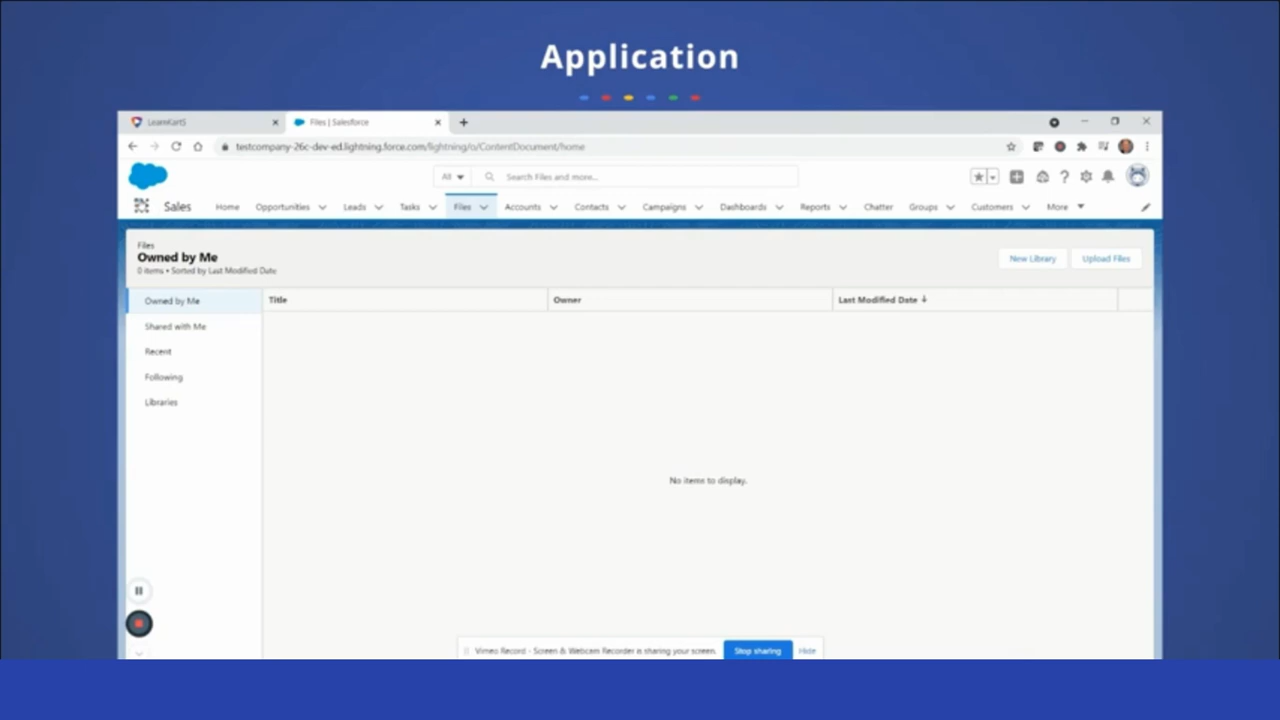 Application
LearnKartS
Files | Salesforce
testcompany-26c-dev-ed.lightning.force.com/lightning/o/ContentDocument/home
All
Search Files and more...
Sales Home Opportunities Leads Tasks Files Accounts Contacts Campaigns Dashboards Reports Chatter Groups Customers More
Files
Owned by Me
0 items • Sorted by Last Modified Date
New Library Upload Files
Owned by Me
Shared with Me
Recent
Following
Libraries
Title Owner Last Modified Date
No items to display.
Vimeo Record - Screen & Webcam Recorder is sharing your screen. Stop sharing Hide